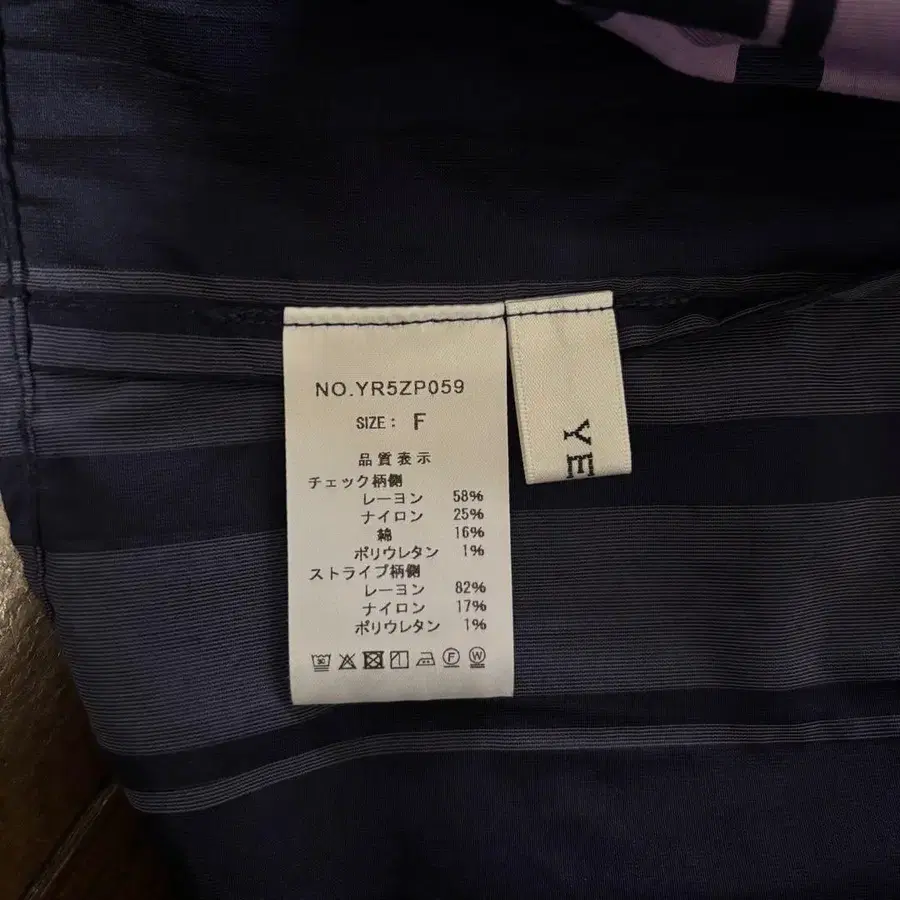 NO.YR5ZP059
SIZE: F
品質表示
チェック柄側
レーヨン 58%
ナイロン 25%
綿 16%
ポリウレタン 1%
ストライプ柄側
レーヨン 82%
ナイロン 17%
ポリウレタン 1%
F W
YE